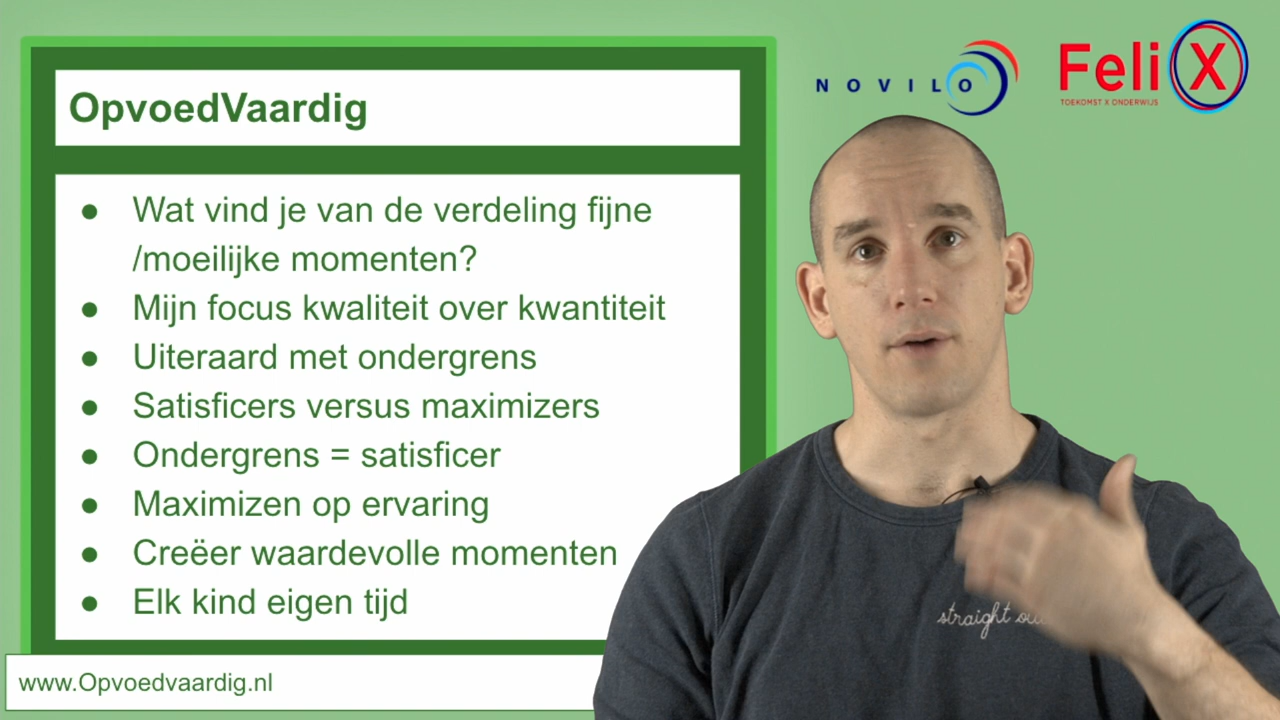 OpvoedVaardig
NOVILO
FeliX
TOEKOMST X ONDERWIJS
● Wat vind je van de verdeling fijne
/moeilijke momenten?
● Mijn focus kwaliteit over kwantiteit
● Uiteraard met ondergrens
● Satisficers versus maximizers
● Ondergrens = satisficer
● Maximizen op ervaring
● Creëer waardevolle momenten
● Elk kind eigen tijd
straight
www.Opvoedvaardig.nl